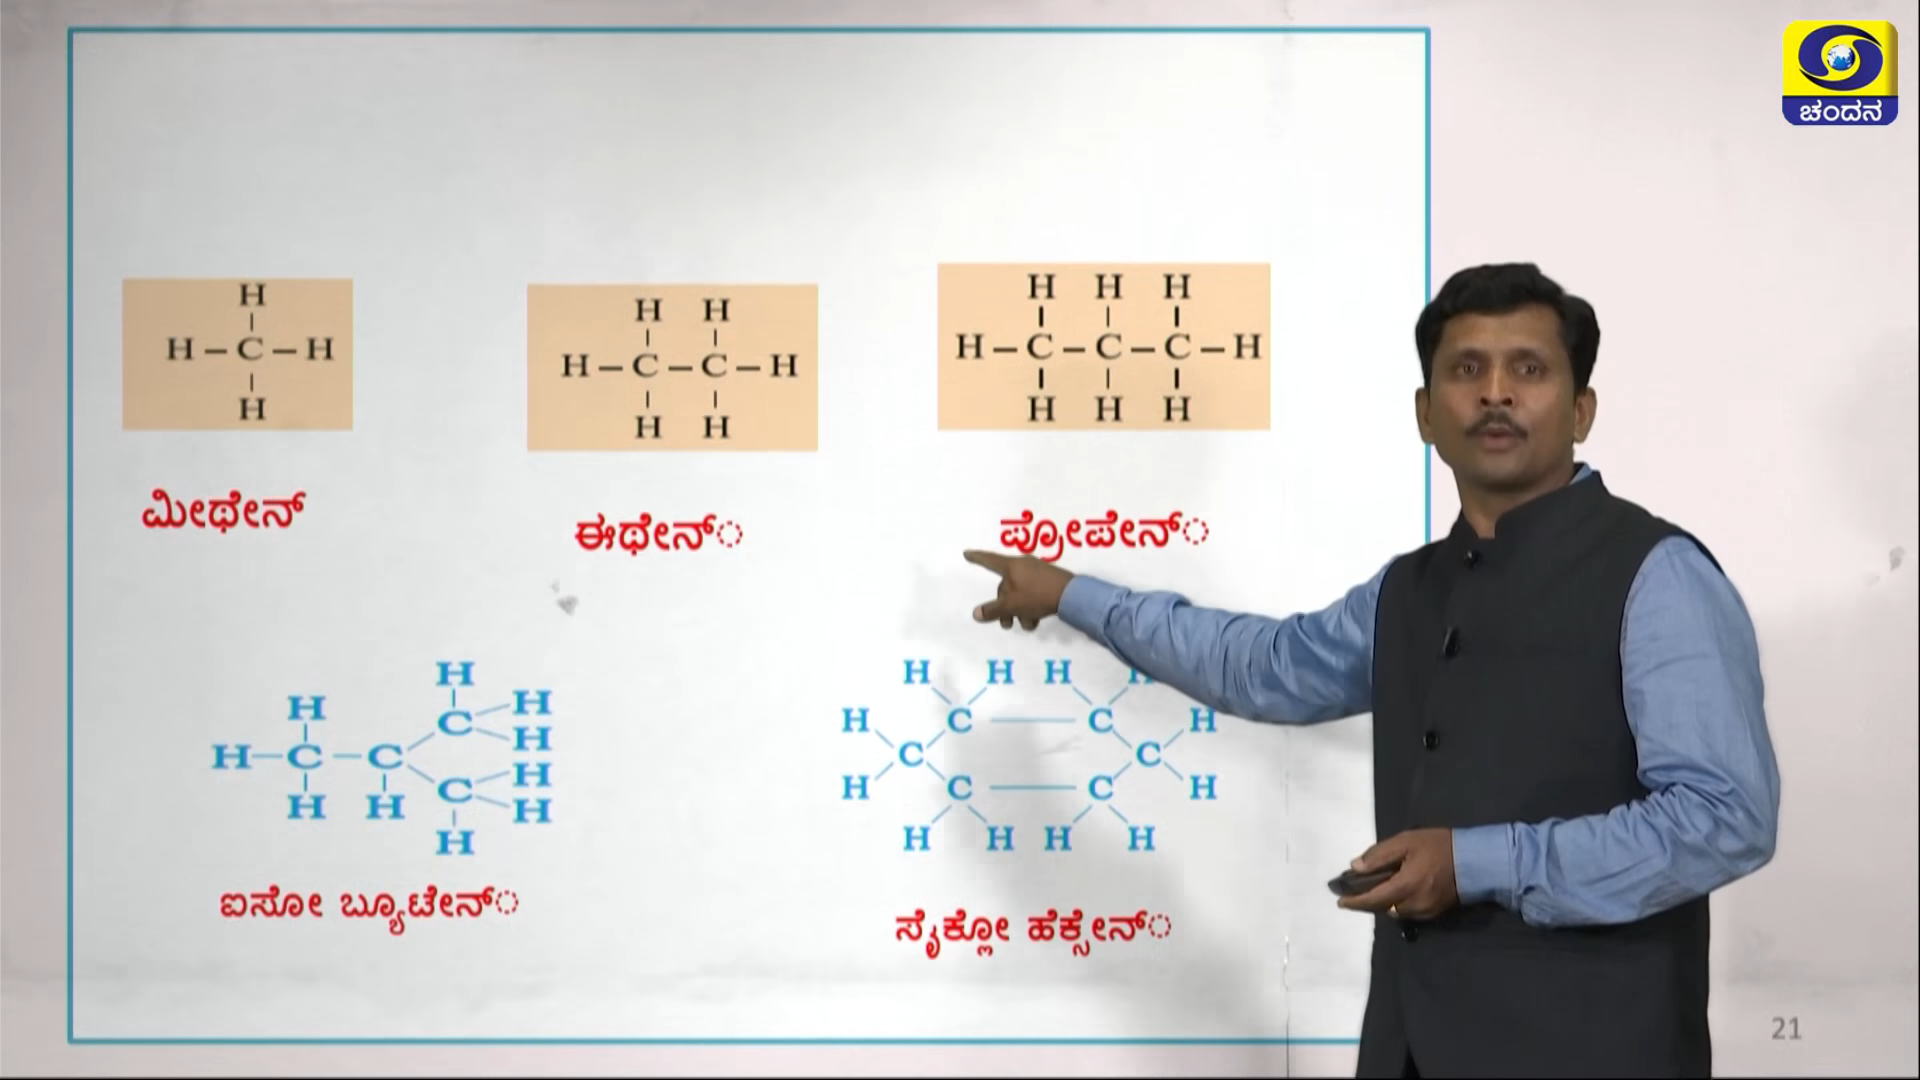 ಚಂದನ
H
H – C – H
H
H H
H – C – C – H
H H
H H H
H – C – C – C – H
H H H
ಮೀಥೇನ್
ಈಥೇನ್್
ಪ್ರೋಪೇನ್್
H
H C H
H – C – C H
H H C H
H
H
ಐಸೋ ಬ್ಯೂಟೇನ್್
H H H H
H C C H
C C
H C C H
H H H H
ಸೈಕ್ಲೋ ಹೆಕ್ಸೇನ್್
21